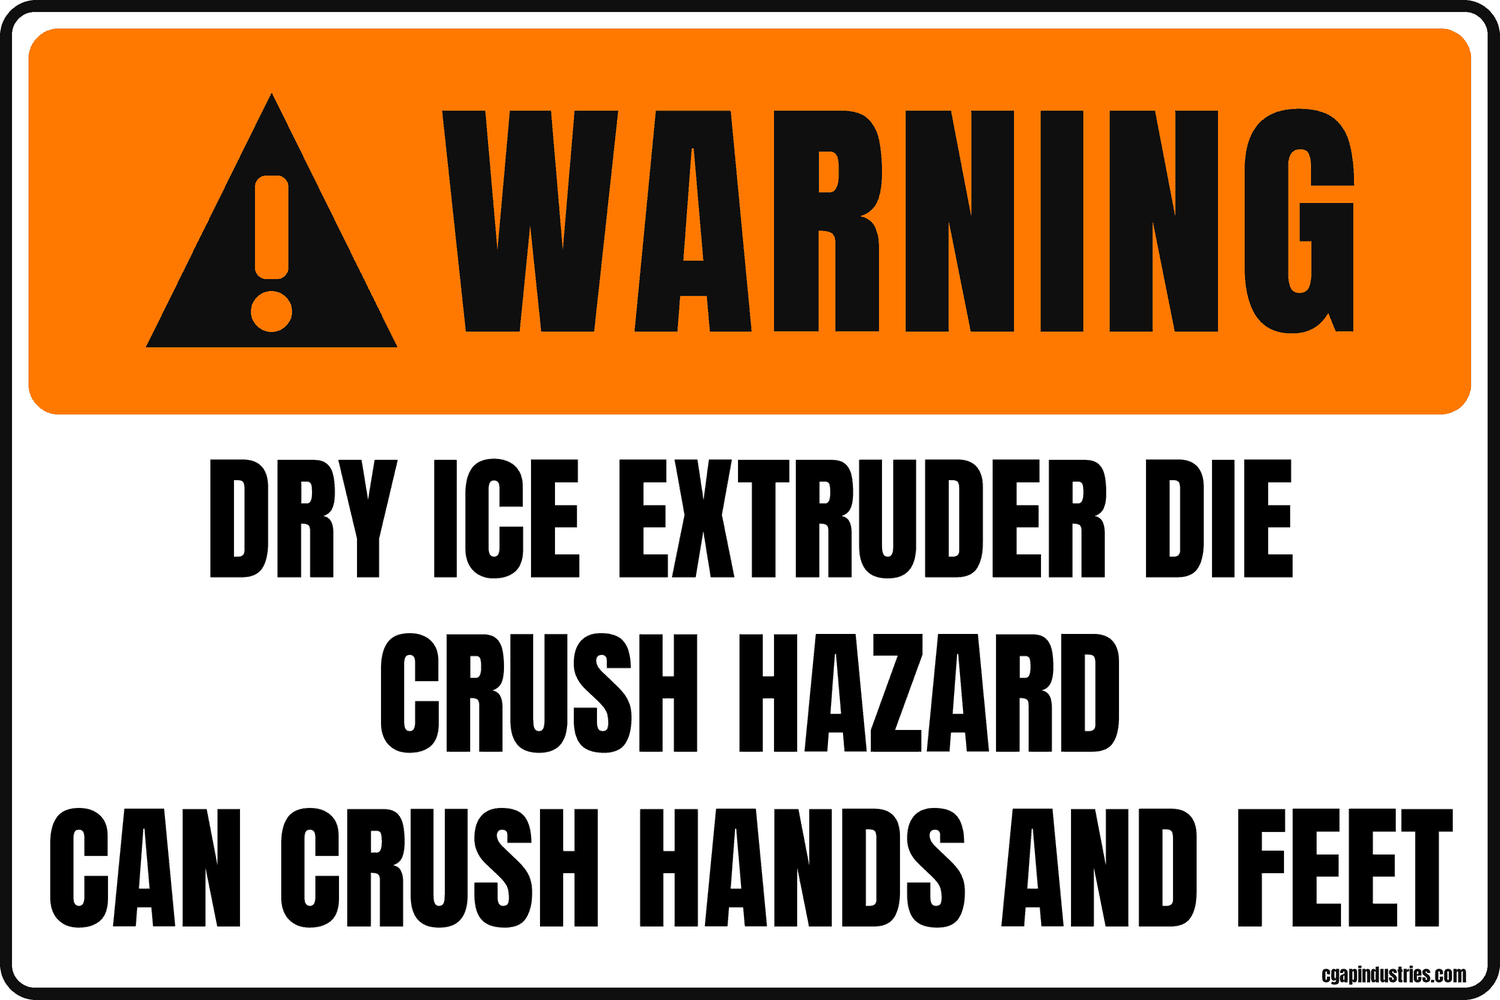 WARNING
DRY ICE EXTRUDER DIE
CRUSH HAZARD
CAN CRUSH HANDS AND FEET
cgapindustries.com